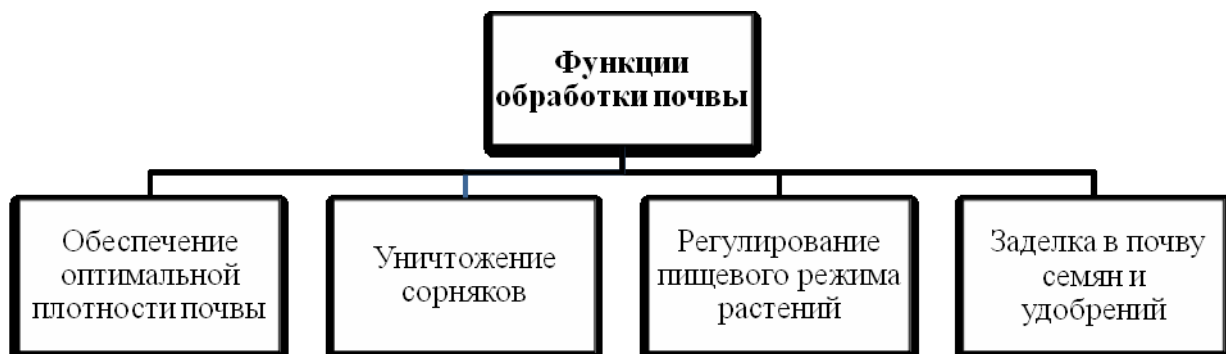 Функции
обработки почвы
Обеспечение
оптимальной
плотности почвы
Уничтожение
сорняков
Регулирование
пищевого режима
растений
Заделка в почву
семян и
удобрений